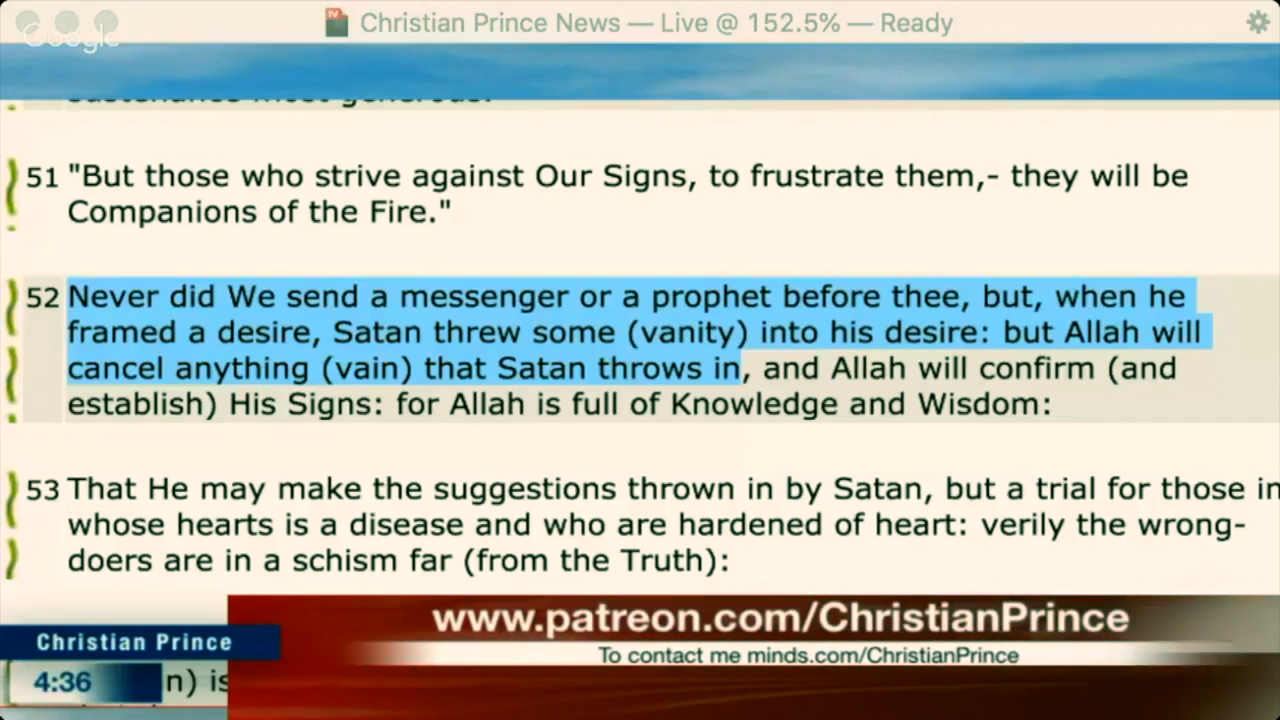 Christian Prince News — Live @ 152.5% — Ready
Google
sustenance most generous.
51 "But those who strive against Our Signs, to frustrate them,- they will be
Companions of the Fire."
52 Never did We send a messenger or a prophet before thee, but, when he
framed a desire, Satan threw some (vanity) into his desire: but Allah will
cancel anything (vain) that Satan throws in, and Allah will confirm (and
establish) His Signs: for Allah is full of Knowledge and Wisdom:
53 That He may make the suggestions thrown in by Satan, but a trial for those in
whose hearts is a disease and who are hardened of heart: verily the wrong-
doers are in a schism far (from the Truth):
www.patreon.com/ChristianPrince
Christian Prince
To contact me minds.com/ChristianPrince
4:36
n) is